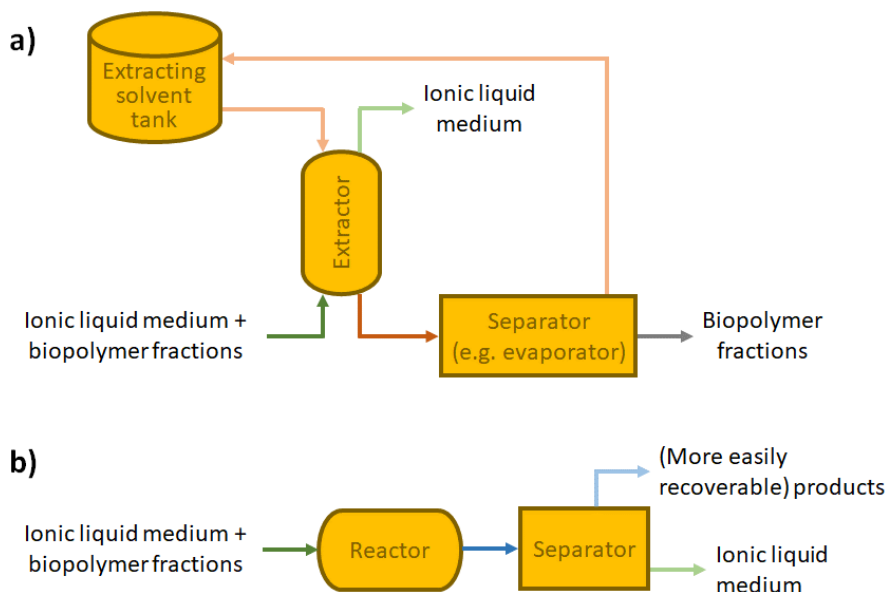 a)
Extracting
solvent
tank
Ionic liquid
medium
Extractor
Ionic liquid medium +
biopolymer fractions
Separator
(e.g. evaporator)
Biopolymer
fractions
b)
(More easily
recoverable) products
Ionic liquid medium +
biopolymer fractions
Reactor
Separator
Ionic liquid
medium